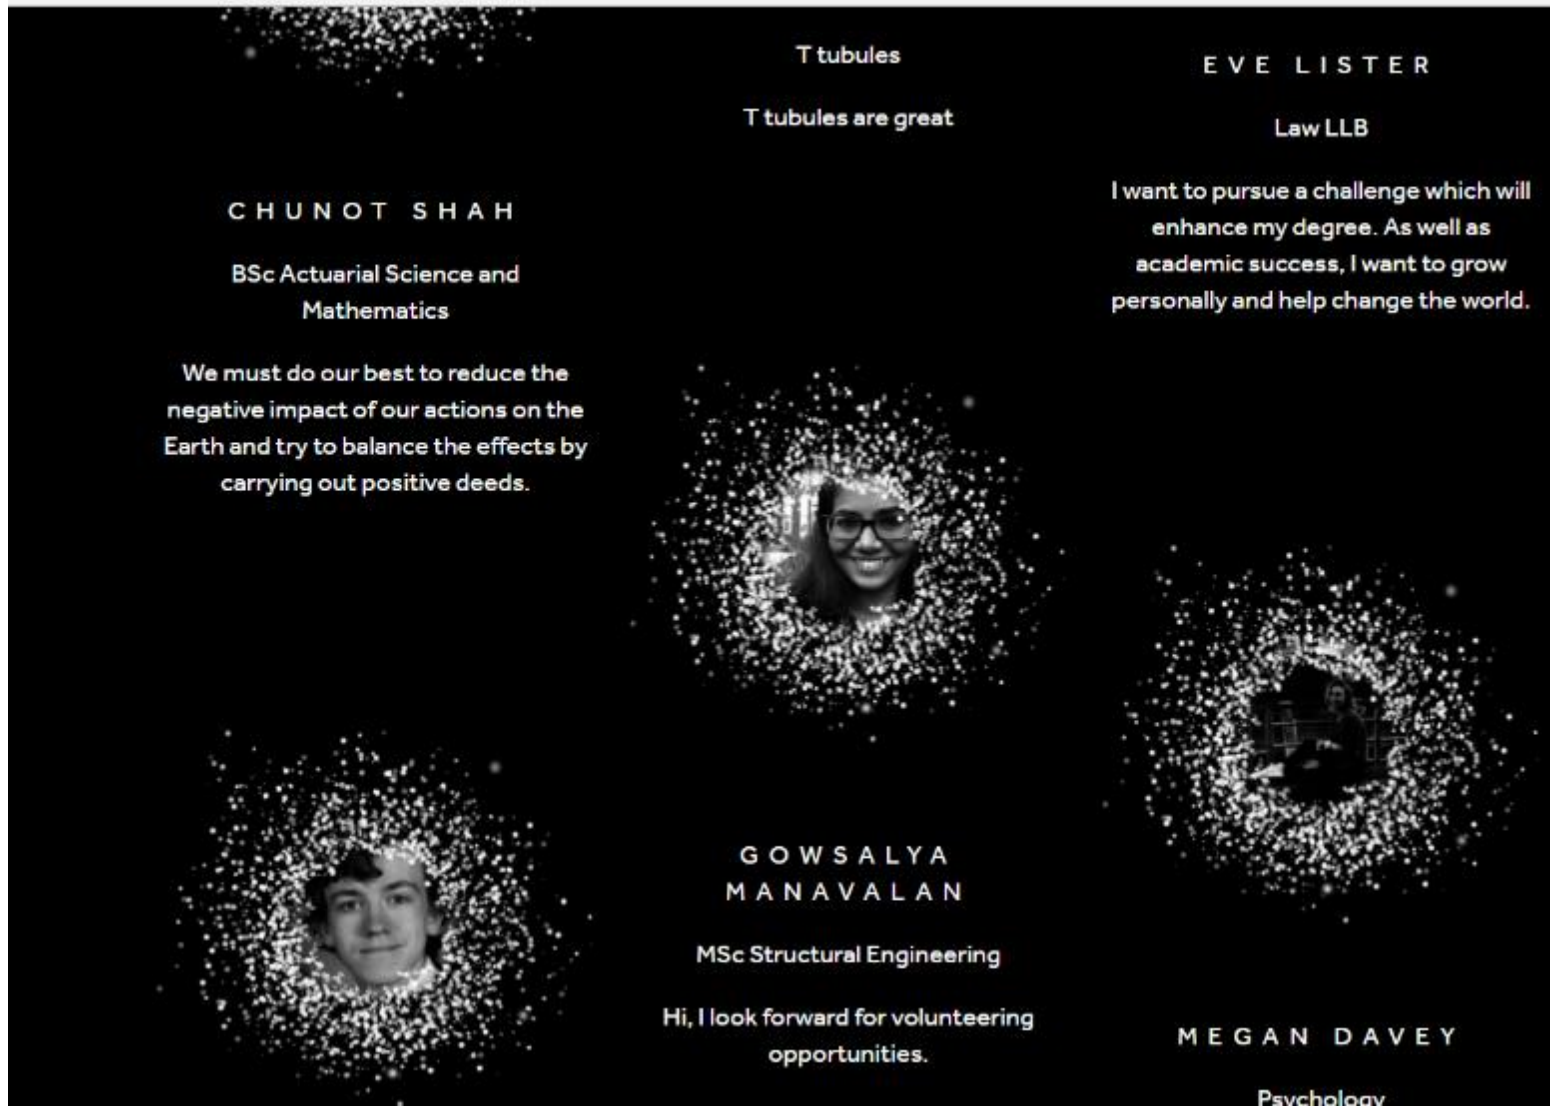 CHUNOT SHAH
BSc Actuarial Science and
Mathematics
We must do our best to reduce the
negative impact of our actions on the
Earth and try to balance the effects by
carrying out positive deeds.
T tubules
T tubules are great
GOWSALYA
MANAVALAN
MSc Structural Engineering
Hi, I look forward for volunteering
opportunities.
EVE LISTER
Law LLB
I want to pursue a challenge which will
enhance my degree. As well as
academic success, I want to grow
personally and help change the world.
MEGAN DAVEY
Psychology